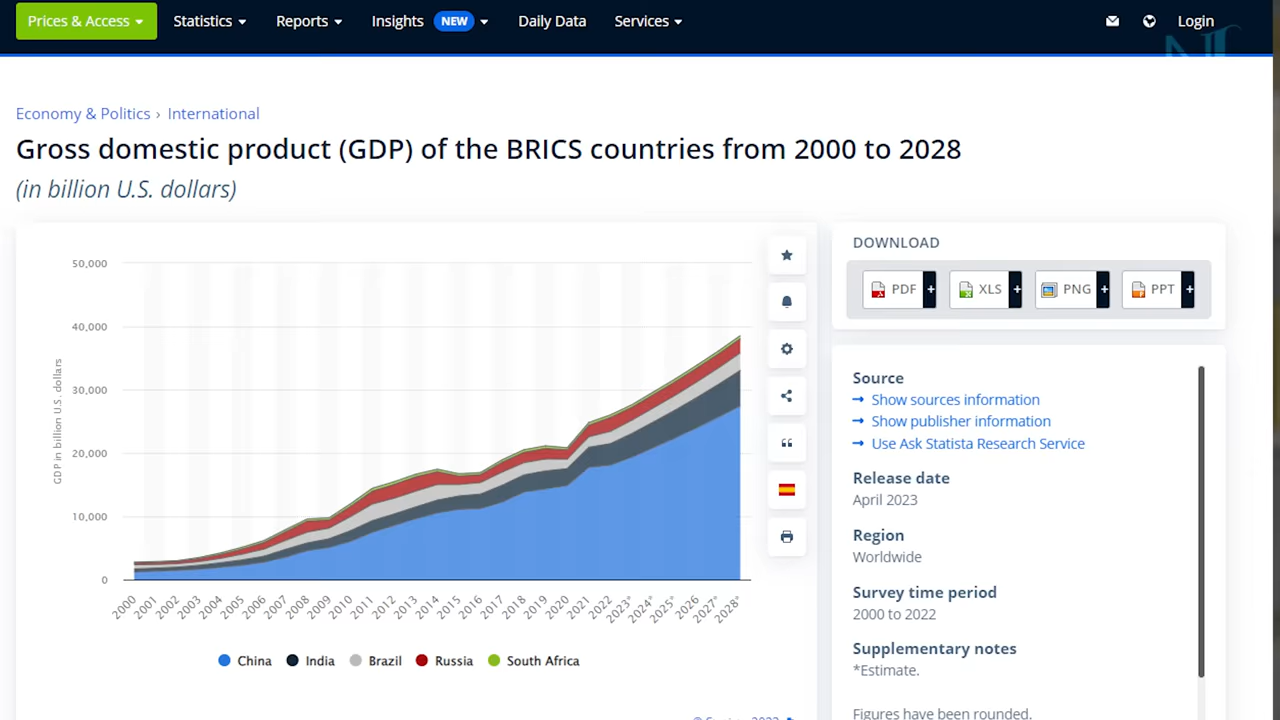 Prices & Access
Statistics
Reports
Insights NEW
Daily Data
Services
Login
Economy & Politics › International
Gross domestic product (GDP) of the BRICS countries from 2000 to 2028
(in billion U.S. dollars)
50,000
40,000
30,000
20,000
10,000
0
GDP in billion U.S. dollars
2000 2001 2002 2003 2004 2005 2006 2007 2008 2009 2010 2011 2012 2013 2014 2015 2016 2017 2018 2019 2020 2021 2022 2023* 2024* 2025* 2026* 2027* 2028*
China India Brazil Russia South Africa
DOWNLOAD
PDF + XLS + PNG + PPT +
Source
→ Show sources information
→ Show publisher information
→ Use Ask Statista Research Service
Release date
April 2023
Region
Worldwide
Survey time period
2000 to 2022
Supplementary notes
*Estimate.
Figures have been rounded.